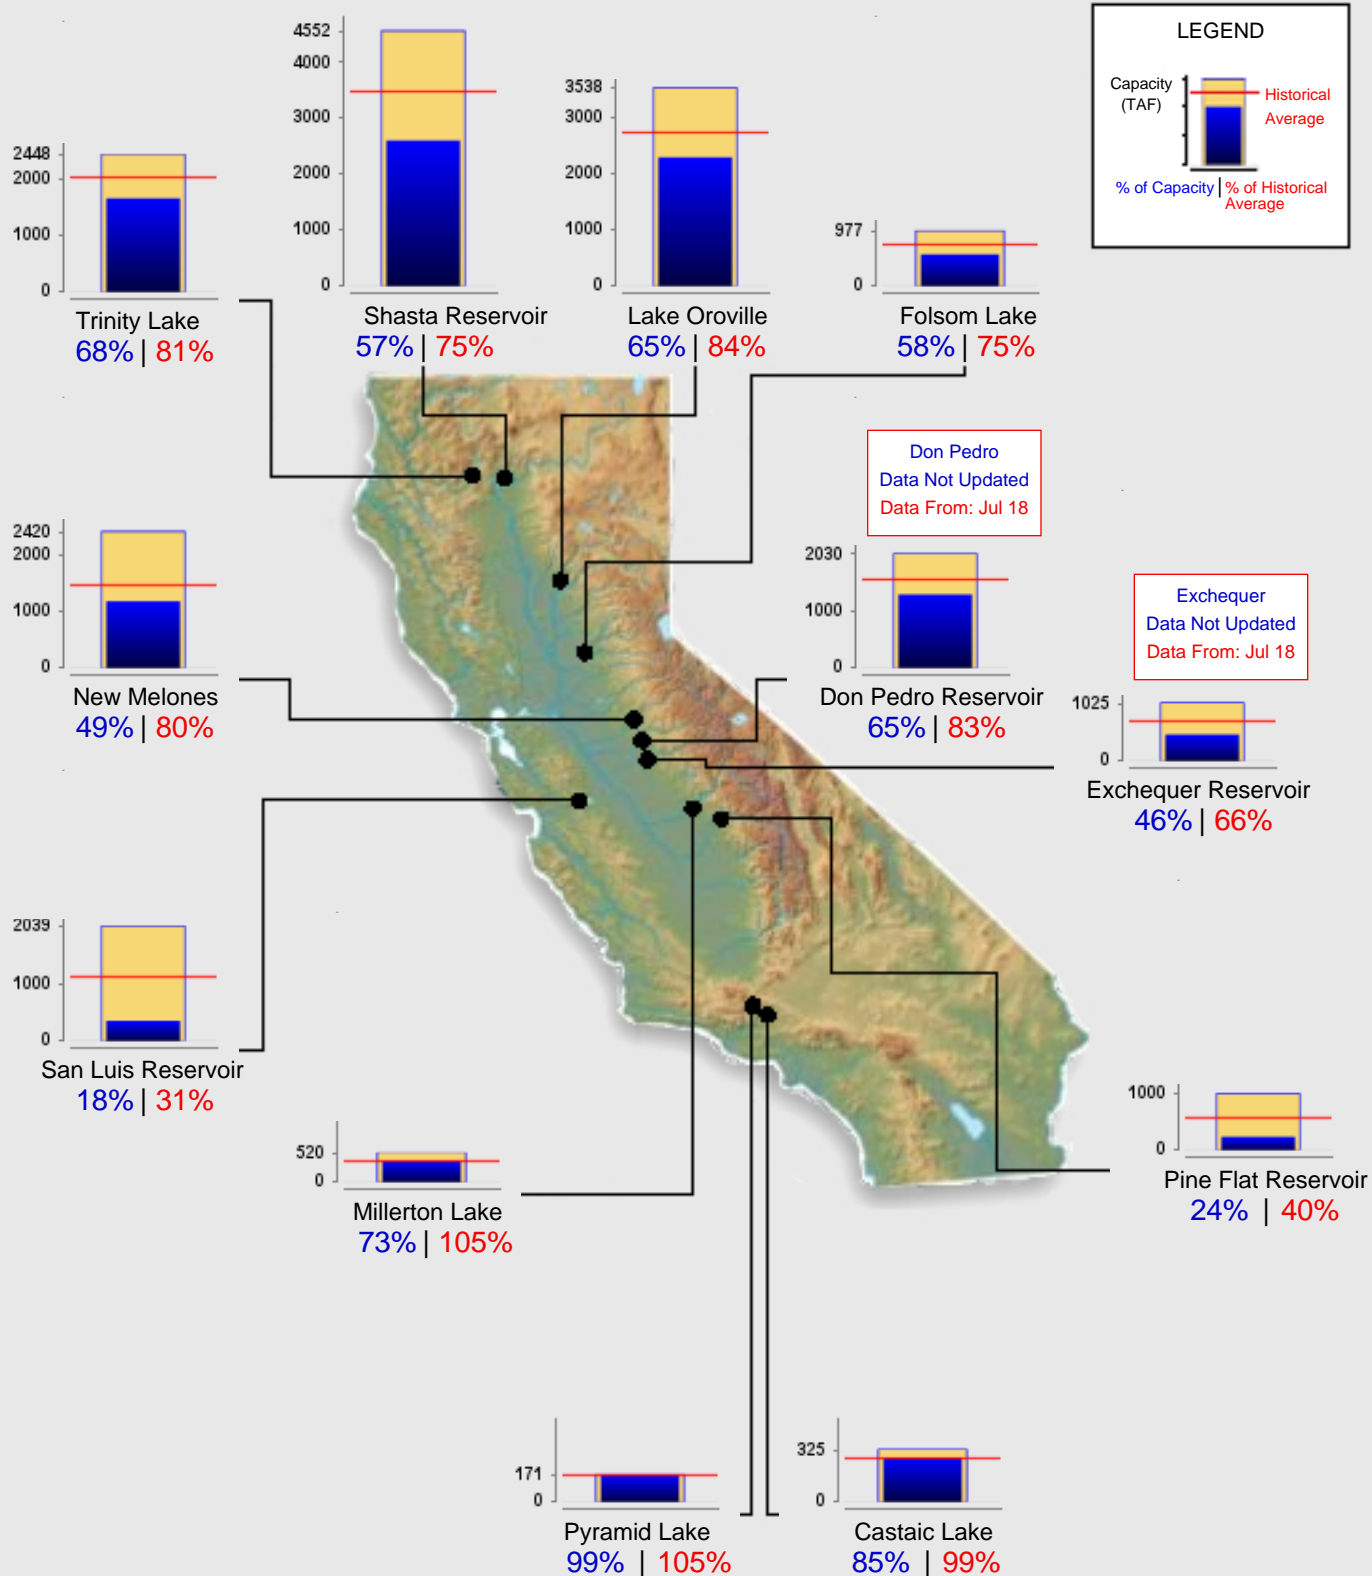 LEGEND
Capacity
(TAF)
Historical
Average
% of Capacity | % of Historical
Average
4552
4000
3000
2000
1000
0
Shasta Reservoir
57% | 75%
3538
3000
2000
1000
0
Lake Oroville
65% | 84%
2448
2000
1000
0
Trinity Lake
68% | 81%
977
0
Folsom Lake
58% | 75%
Don Pedro
Data Not Updated
Data From: Jul 18
2420
2000
1000
0
New Melones
49% | 80%
2030
1000
0
Don Pedro Reservoir
65% | 83%
Exchequer
Data Not Updated
Data From: Jul 18
1025
0
Exchequer Reservoir
46% | 66%
2039
1000
0
San Luis Reservoir
18% | 31%
520
0
Millerton Lake
73% | 105%
1000
0
Pine Flat Reservoir
24% | 40%
171
0
Pyramid Lake
99% | 105%
325
0
Castaic Lake
85% | 99%